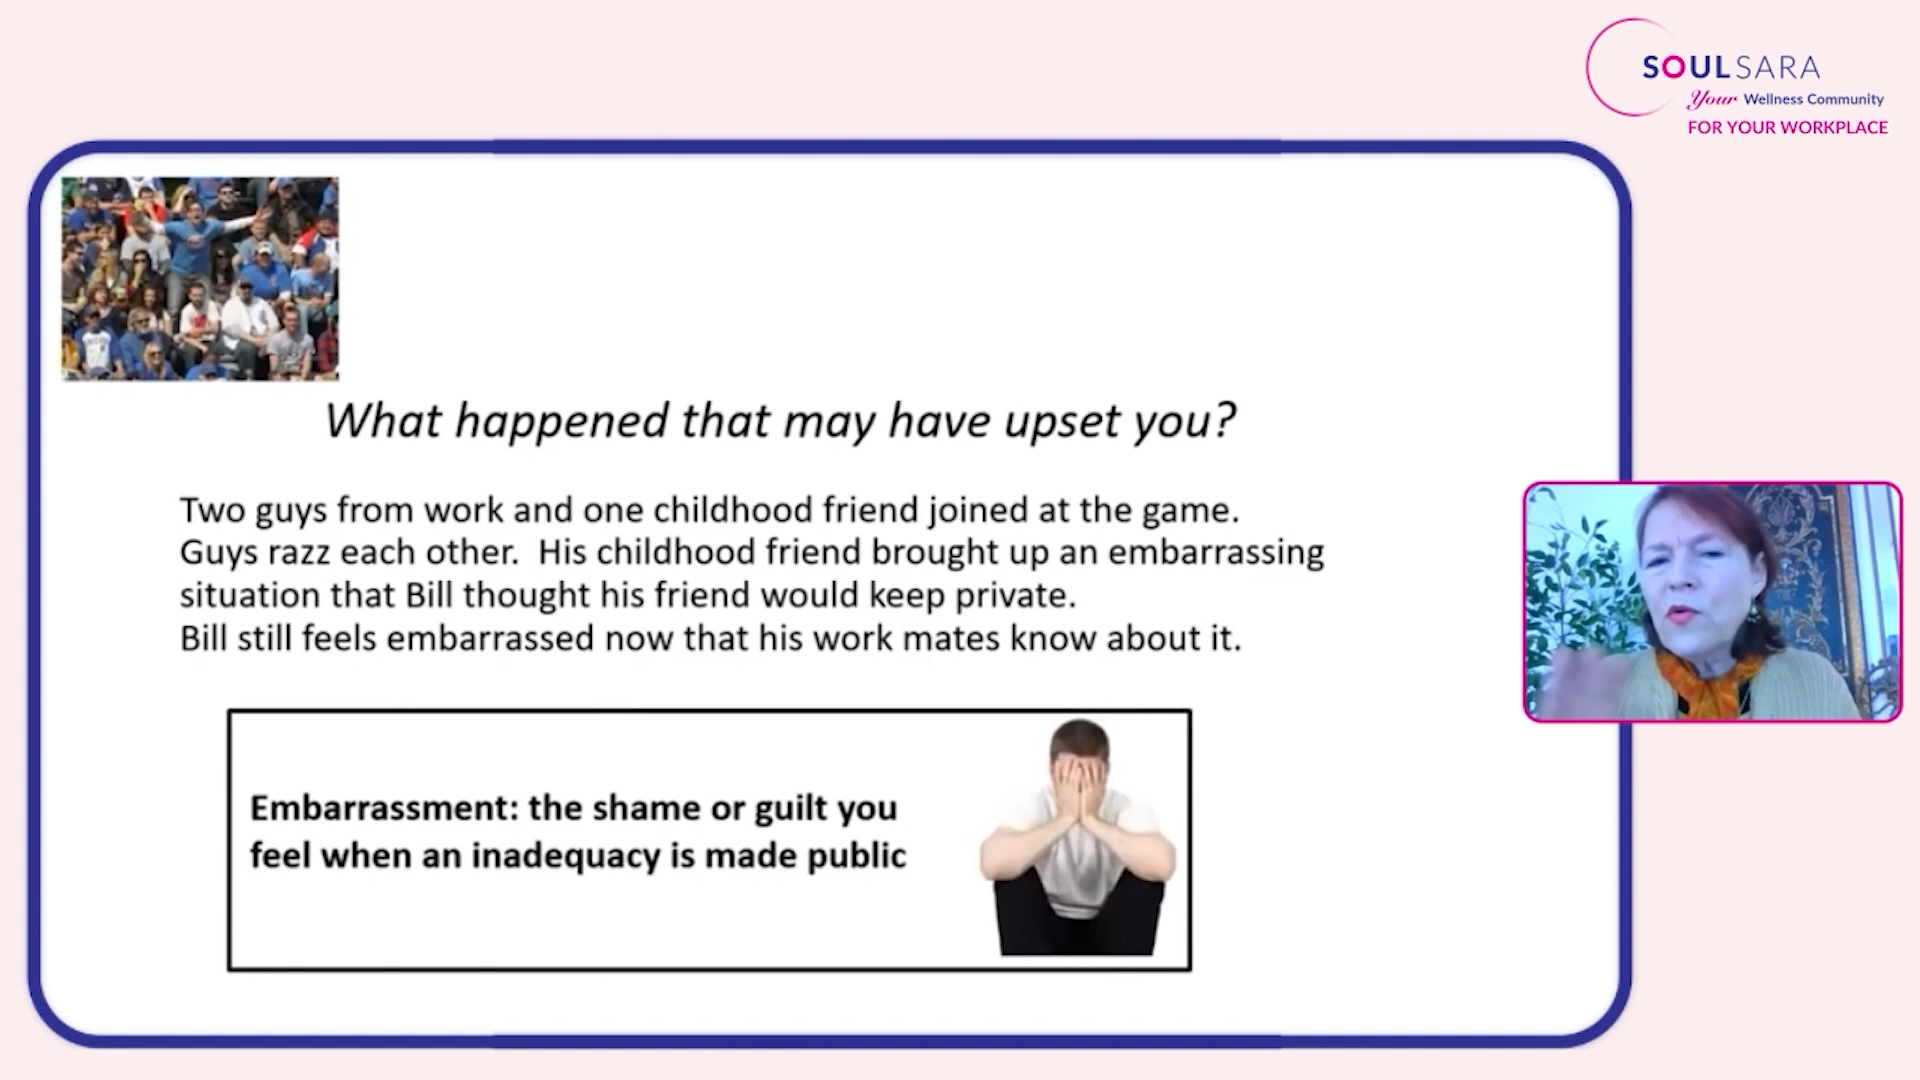 SOULSARA
Your Wellness Community
FOR YOUR WORKPLACE
What happened that may have upset you?
Two guys from work and one childhood friend joined at the game.
Guys razz each other.  His childhood friend brought up an embarrassing
situation that Bill thought his friend would keep private.
Bill still feels embarrassed now that his work mates know about it.
Embarrassment: the shame or guilt you
feel when an inadequacy is made public